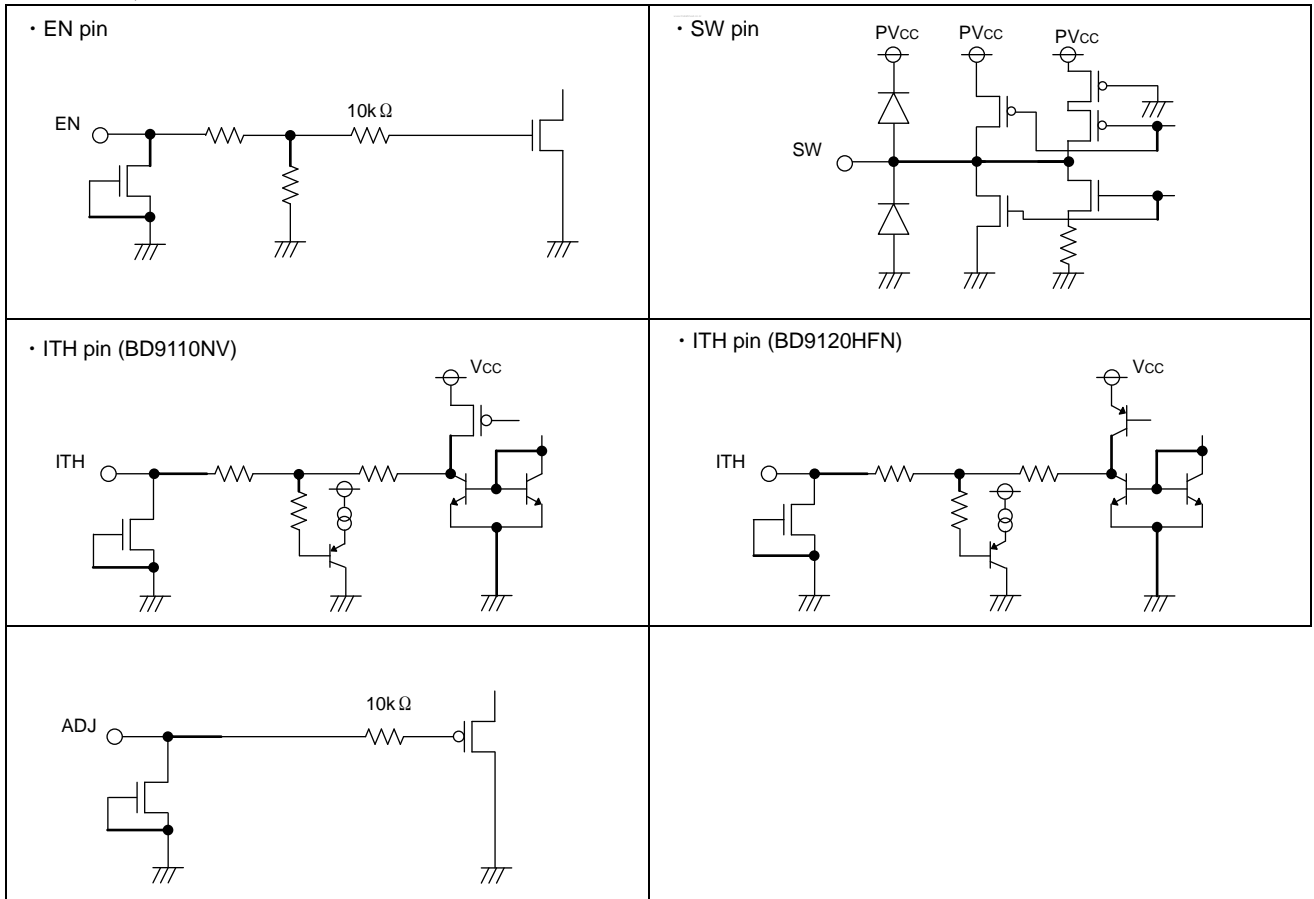 ・EN pin
EN
10kΩ
・SW pin
PVCC PVCC PVCC
SW
・ITH pin (BD9110NV)
VCC
ITH
・ITH pin (BD9120HFN)
VCC
ITH
10kΩ
ADJ